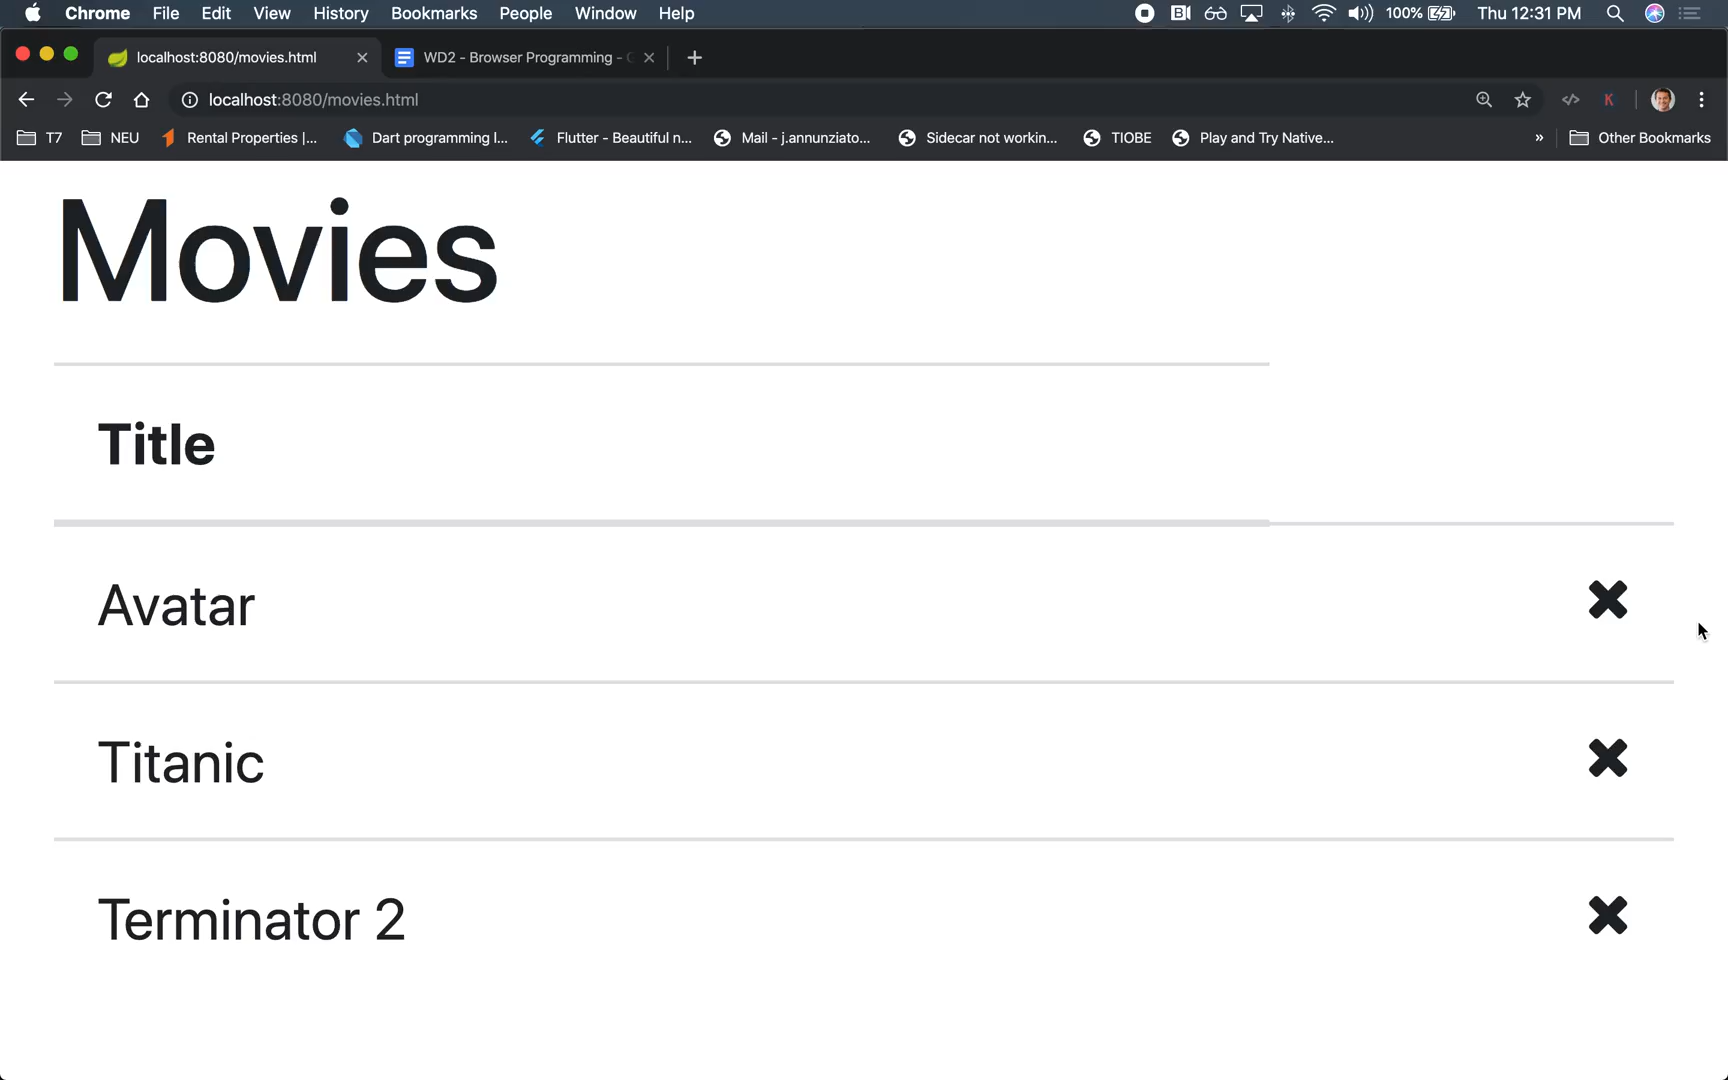 Chrome File Edit View History Bookmarks People Window Help 100% Thu 12:31 PM
localhost:8080/movies.html WD2 - Browser Programming -
localhost:8080/movies.html
T7 NEU Rental Properties |... Dart programming l... Flutter - Beautiful n... Mail - j.annunziato... Sidecar not workin... TIOBE Play and Try Native... » Other Bookmarks
Movies
Title
Avatar
Titanic
Terminator 2